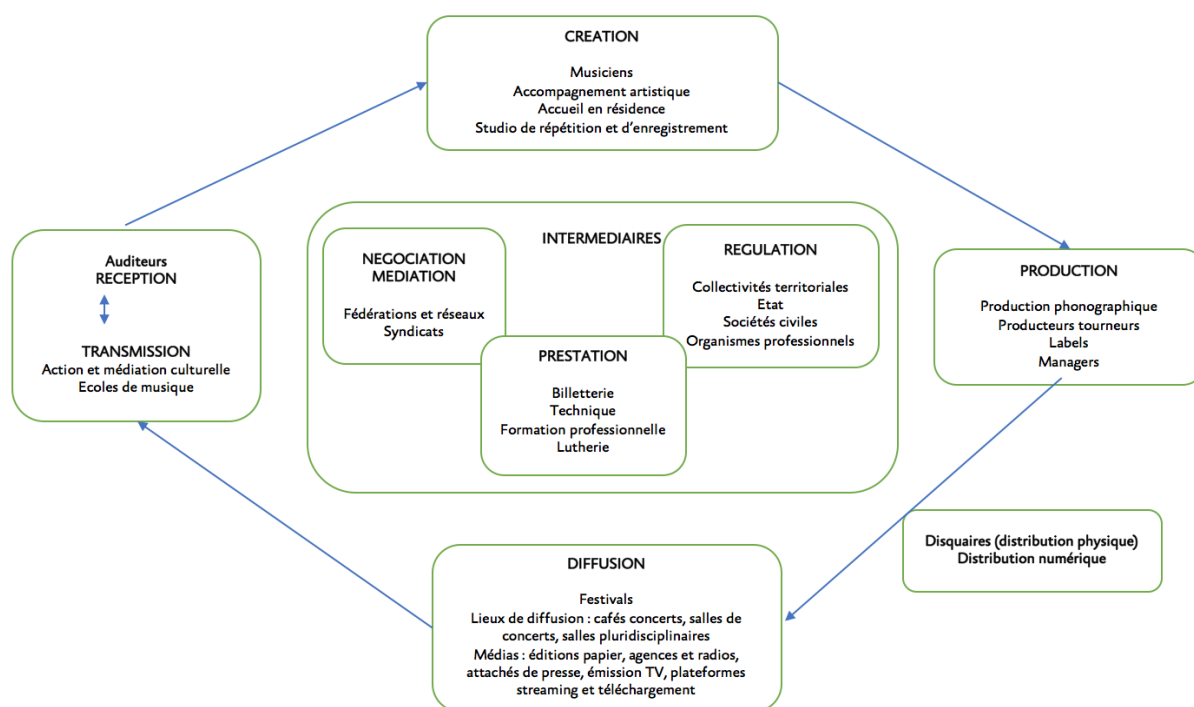 CREATION
Musiciens
Accompagnement artistique
Accueil en résidence
Studio de répétition et d'enregistrement
Auditeurs
RECEPTION
TRANSMISSION
Action et médiation culturelle
Ecoles de musique
INTERMEDIAIRES
NEGOCIATION
MEDIATION
Fédérations et réseaux
Syndicats
REGULATION
Collectivités territoriales
Etat
Sociétés civiles
Organismes professionnels
PRESTATION
Billetterie
Technique
Formation professionnelle
Lutherie
PRODUCTION
Production phonographique
Producteurs tourneurs
Labels
Managers
Disquaires (distribution physique)
Distribution numérique
DIFFUSION
Festivals
Lieux de diffusion : cafés concerts, salles de
concerts, salles pluridisciplinaires
Médias : éditions papier, agences et radios,
attachés de presse, émission TV, plateformes
streaming et téléchargement